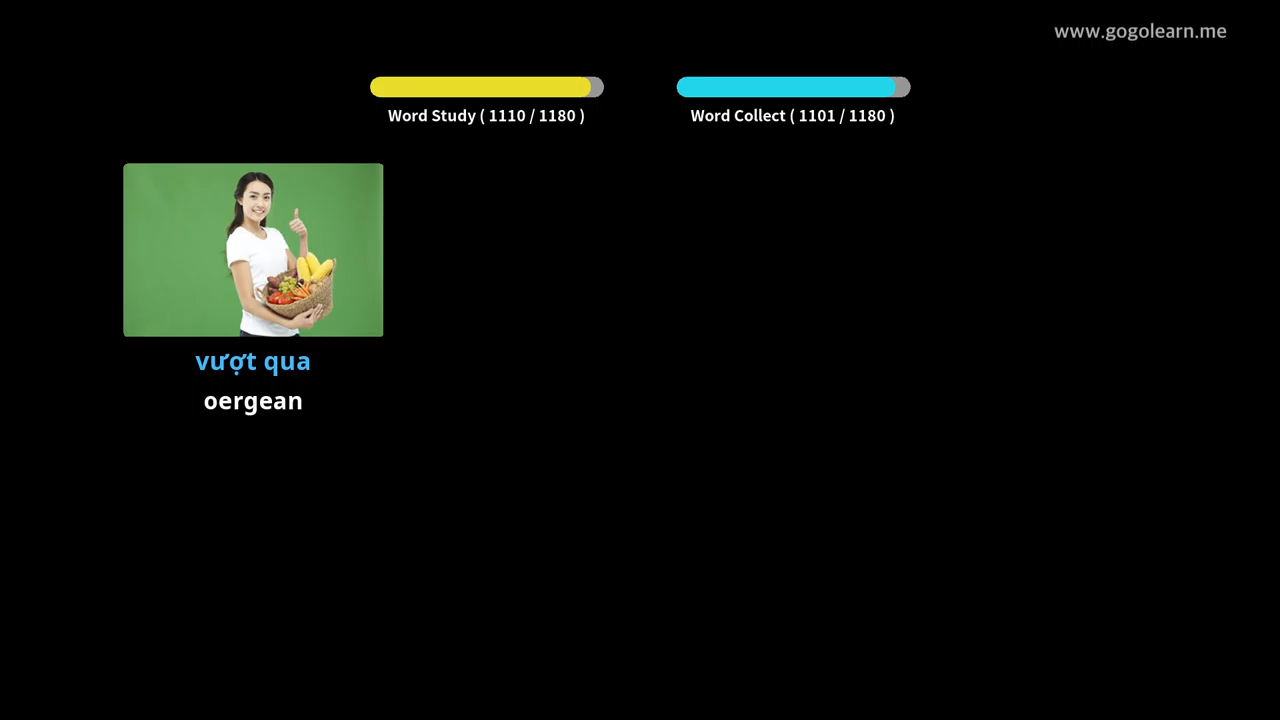 www.gogolearn.me
Word Study ( 1110 / 1180 )
Word Collect ( 1101 / 1180 )
vượt qua
oergean